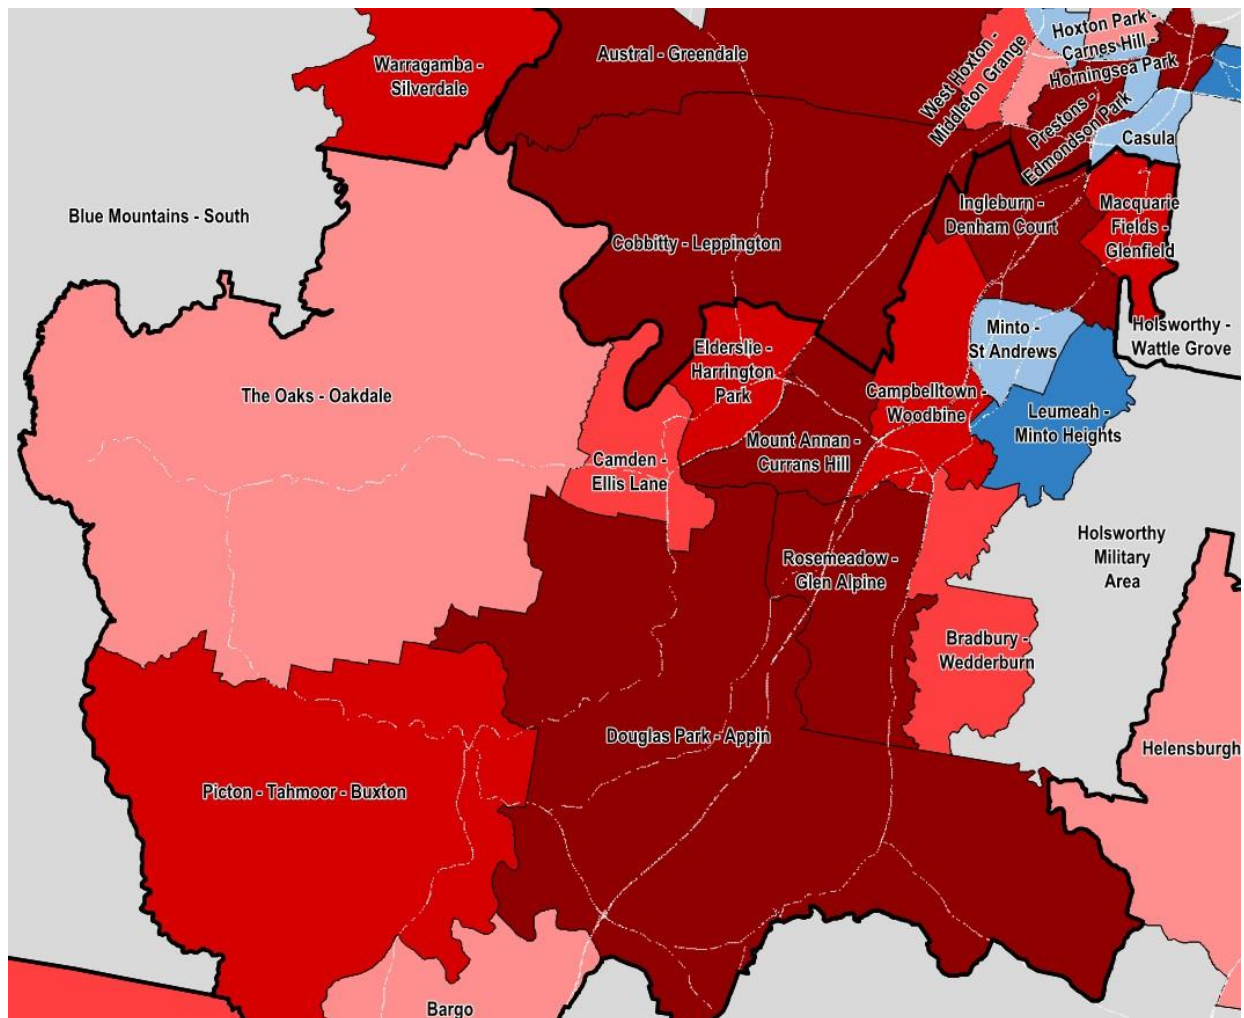 Hoxton Park -
Carnes Hill -
Horningsea Park
Warragamba -
Silverdale
Austral - Greendale
West Hoxton -
Middleton Grange
Prestons -
Edmondson Park
Casula
Blue Mountains - South
Cobbitty - Leppington
Ingleburn -
Denham Court
Macquarie
Fields -
Glenfield
Minto -
St Andrews
Holsworthy -
Wattle Grove
The Oaks - Oakdale
Elderslie -
Harrington
Park
Campbelltown -
Woodbine
Leumeah -
Minto Heights
Camden -
Ellis Lane
Mount Annan -
Currans Hill
Rosemeadow -
Glen Alpine
Holsworthy
Military
Area
Bradbury -
Wedderburn
Douglas Park - Appin
Helensburgh
Picton - Tahmoor - Buxton
Bargo